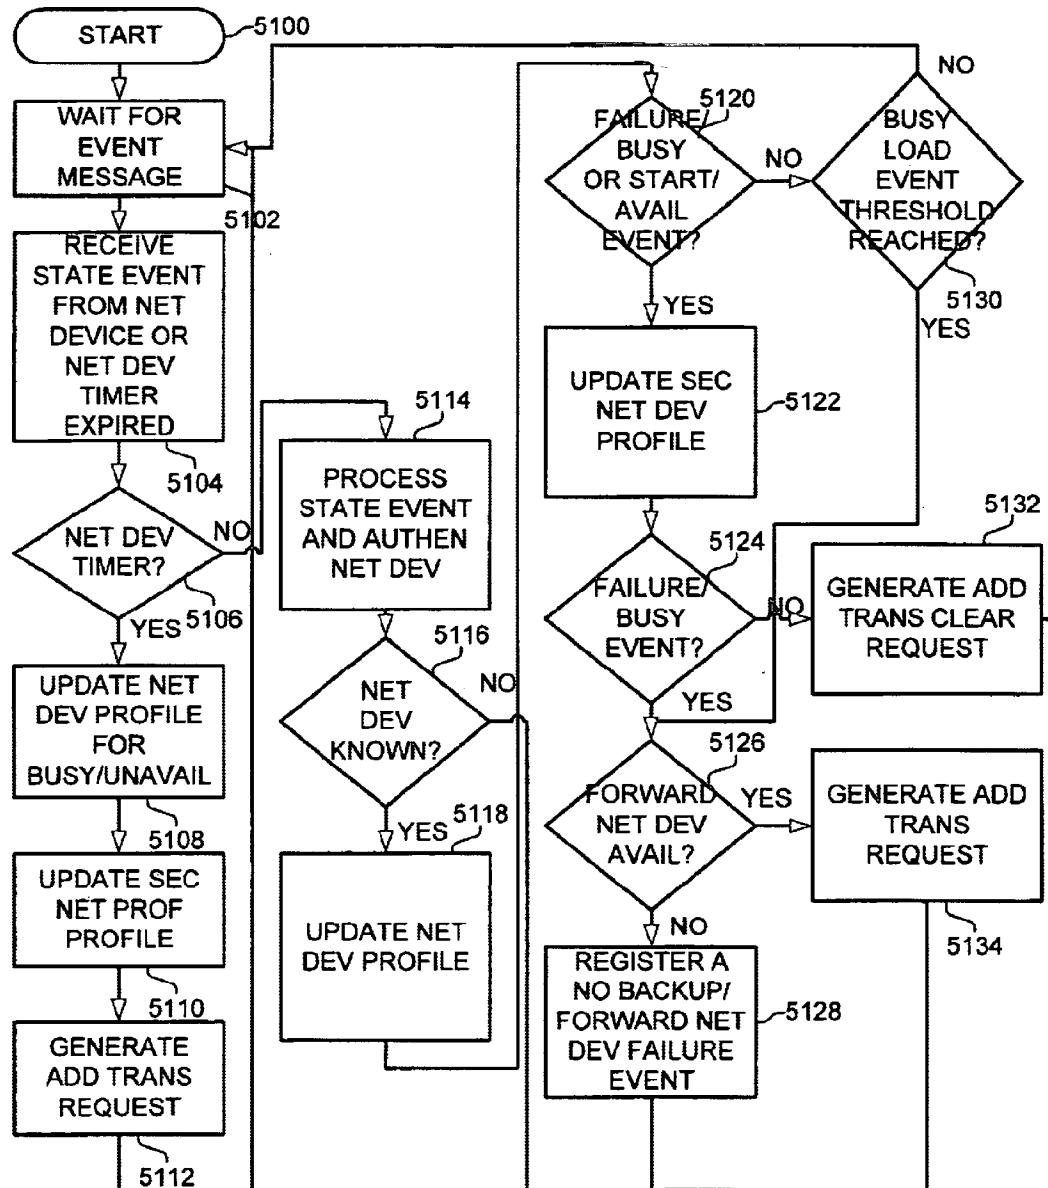 START
5100
WAIT FOR
EVENT
MESSAGE
5102
RECEIVE
STATE EVENT
FROM NET
DEVICE OR
NET DEV
TIMER
EXPIRED
5104
NET DEV
TIMER?
NO
5106
YES
UPDATE NET
DEV PROFILE
FOR
BUSY/UNAVAIL
5108
UPDATE SEC
NET PROF
PROFILE
5110
GENERATE
ADD TRANS
REQUEST
5112
5114
PROCESS
STATE EVENT
AND AUTHEN
NET DEV
5116
NET
DEV
KNOWN?
NO
YES
5118
UPDATE NET
DEV PROFILE
5120
FAILURE/
BUSY
OR START/
AVAIL
EVENT?
NO
YES
UPDATE SEC
NET DEV
PROFILE
5122
5124
FAILURE/
BUSY
EVENT?
NO
YES
5126
FORWARD
NET DEV
AVAIL?
YES
NO
REGISTER A
NO BACKUP/
FORWARD NET
DEV FAILURE
EVENT
5128
NO
BUSY
LOAD
EVENT
THRESHOLD
REACHED?
5130
YES
5132
GENERATE ADD
TRANS CLEAR
REQUEST
GENERATE ADD
TRANS
REQUEST
5134